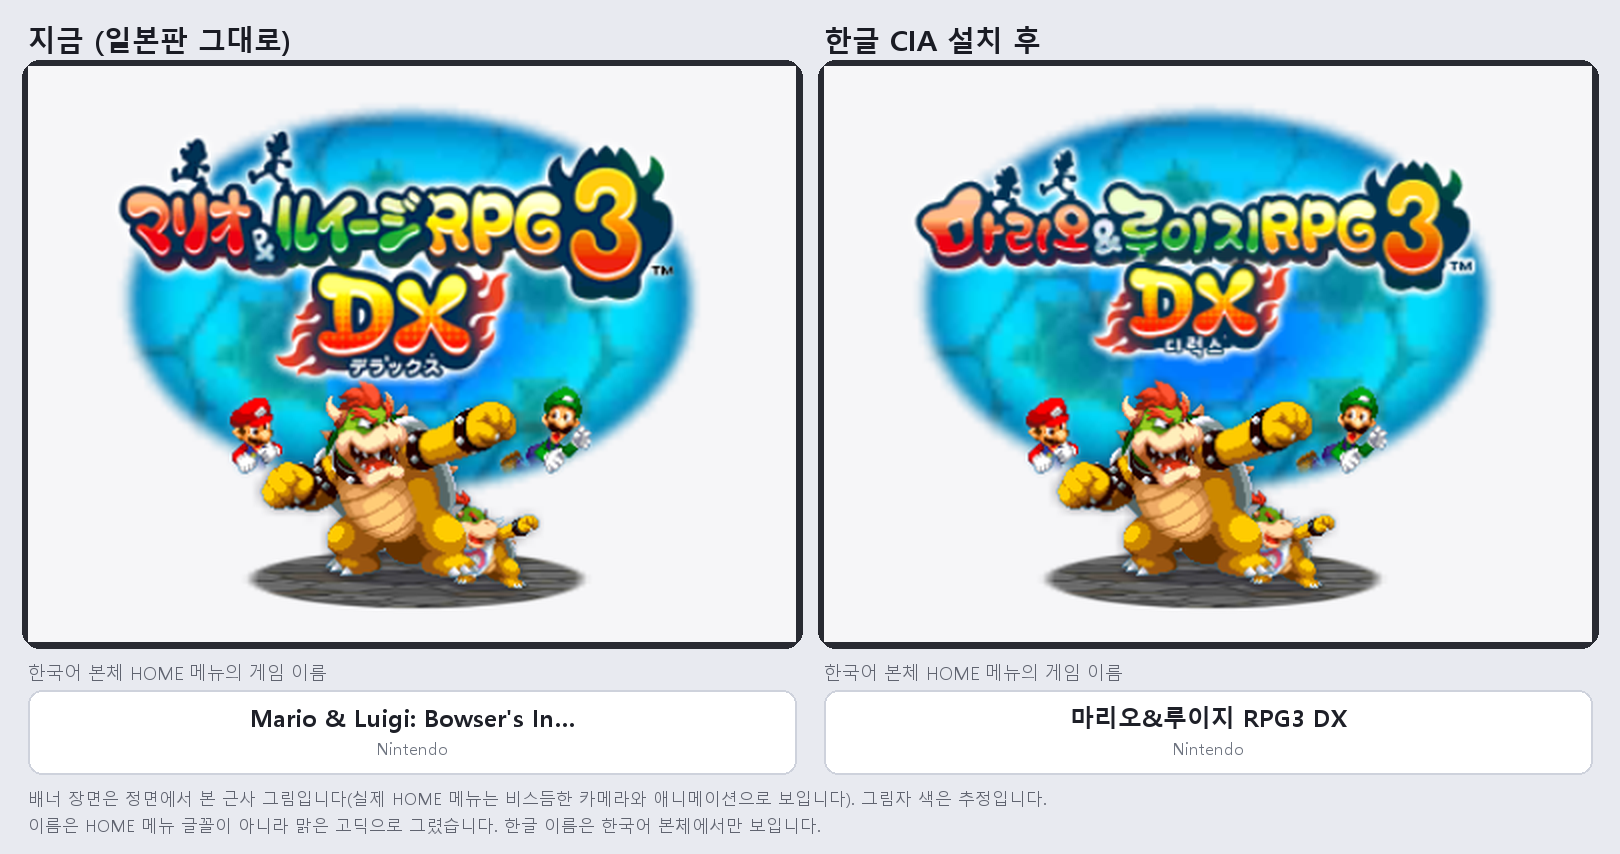 지금 (일본판 그대로)
マリオ&ルイージRPG3
TM
DX
デラックス
한국어 본체 HOME 메뉴의 게임 이름
Mario & Luigi: Bowser's In...
Nintendo
한글 CIA 설치 후
마리오&루이지RPG3
TM
DX
디럭스
한국어 본체 HOME 메뉴의 게임 이름
마리오&루이지 RPG3 DX
Nintendo
배너 장면은 정면에서 본 근사 그림입니다(실제 HOME 메뉴는 비스듬한 카메라와 애니메이션으로 보입니다). 그림자 색은 추정입니다.
이름은 HOME 메뉴 글꼴이 아니라 맑은 고딕으로 그렸습니다. 한글 이름은 한국어 본체에서만 보입니다.